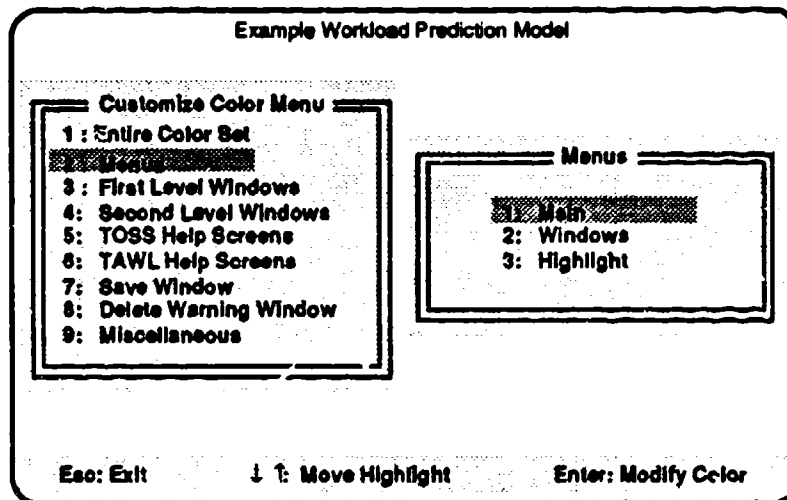 Example Workload Prediction Model
Customize Color Menu
1 : Entire Color Set
2 : Menus
3 : First Level Windows
4: Second Level Windows
5: TOSS Help Screens
6: TAWL Help Screens
7: Save Window
8: Delete Warning Window
9: Miscellaneous
Menus
1: Main
2: Windows
3: Highlight
Esc: Exit ↓ ↑: Move Highlight Enter: Modify Color